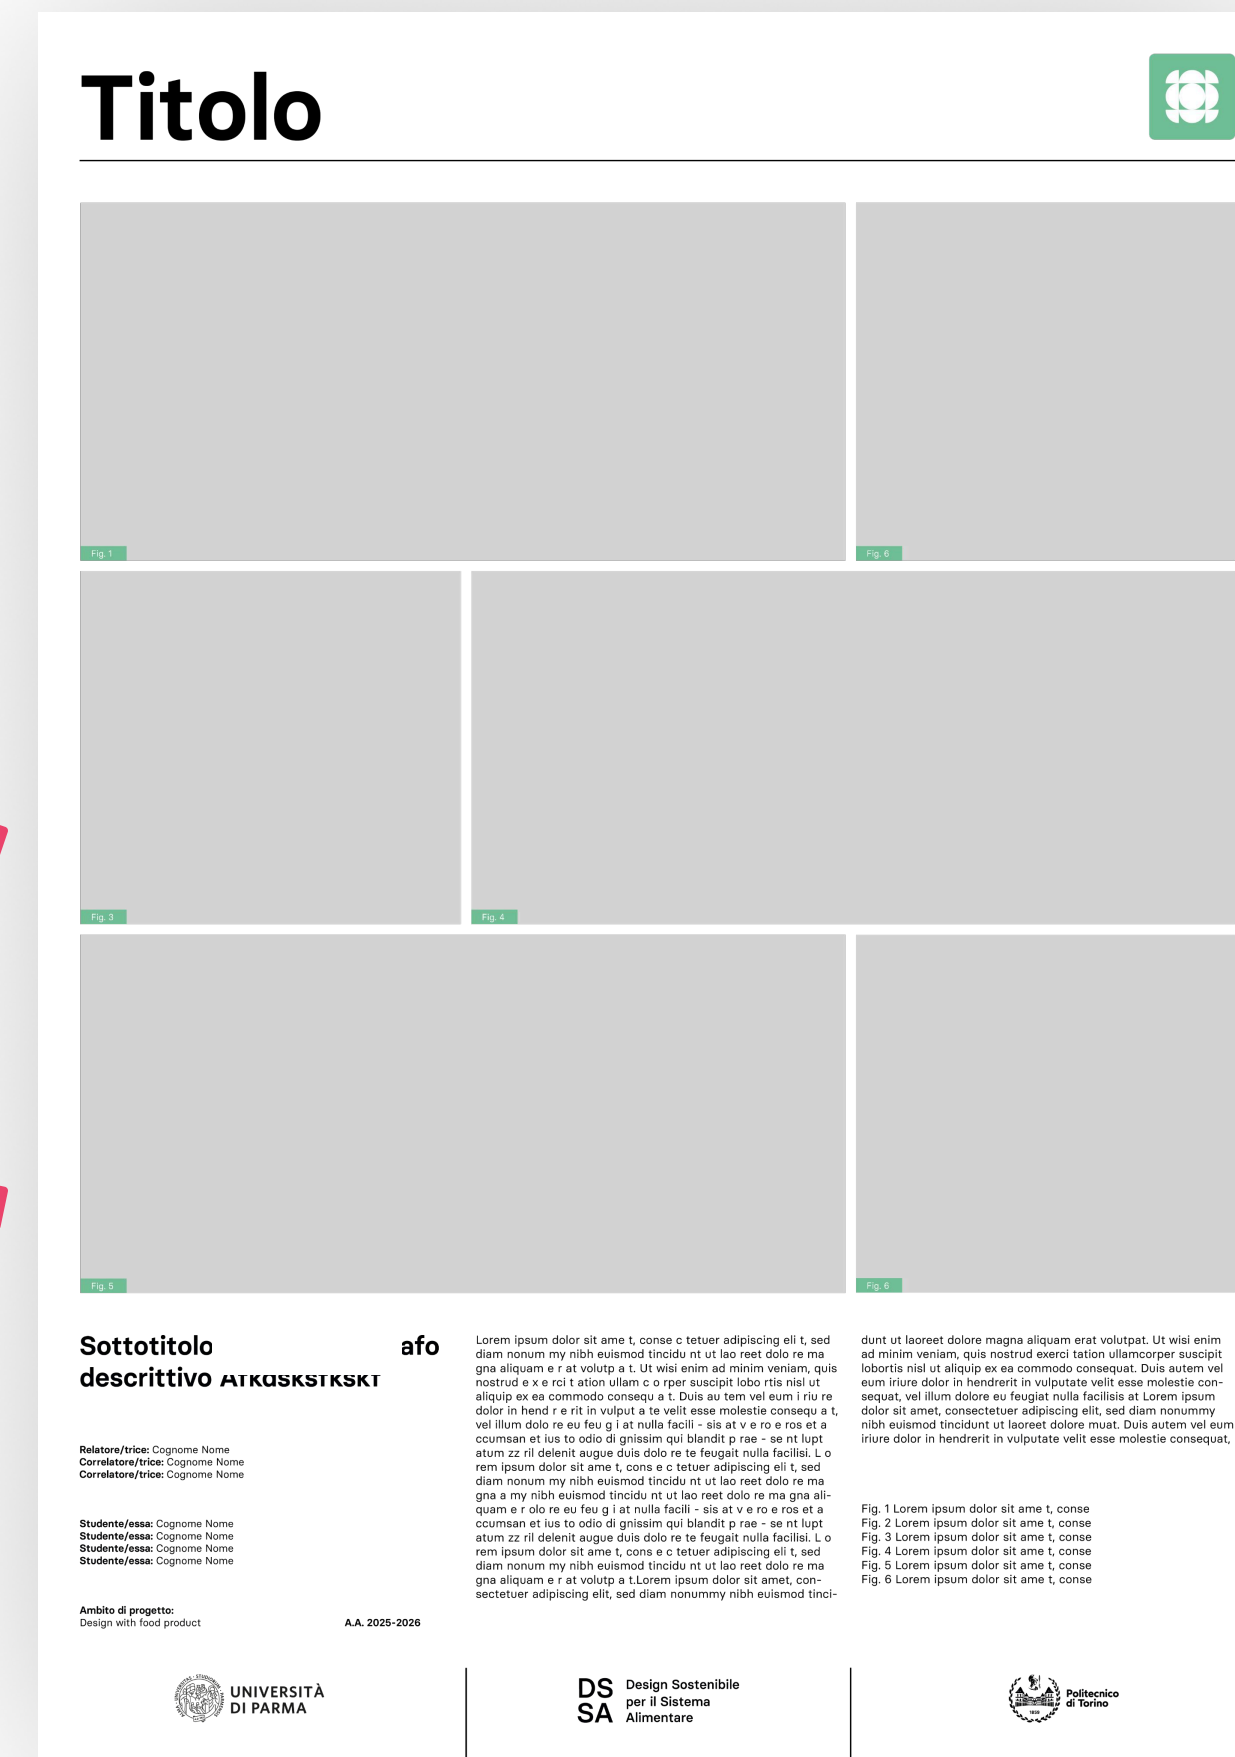 Titolo
Fig. 1
Fig. 6
Fig. 3
Fig. 4
Fig. 5
Fig. 6
Sottotitolo afo
descrittivo
Relatore/trice: Cognome Nome
Correlatore/trice: Cognome Nome
Correlatore/trice: Cognome Nome
Studente/essa: Cognome Nome
Studente/essa: Cognome Nome
Studente/essa: Cognome Nome
Studente/essa: Cognome Nome
Ambito di progetto:
Design with food product
A.A. 2025-2026
Lorem ipsum dolor sit ame t, conse c tetuer adipiscing eli t, sed
diam nonum my nibh euismod tincidu nt ut lao reet dolo re ma
gna aliquam e r at volutp a t. Ut wisi enim ad minim veniam, quis
nostrud e x e rci t ation ullam c o rper suscipit lobo rtis nisl ut
aliquip ex ea commodo consequ a t. Duis au tem vel eum i riu re
dolor in hend r e rit in vulput a te velit esse molestie consequ a t,
vel illum dolo re eu feu g i at nulla facili - sis at v e ro e ros et a
ccumsan et ius to odio di gnissim qui blandit p rae - se nt lupt
atum zz ril delenit augue duis dolo re te feugait nulla facilisi. L o
rem ipsum dolor sit ame t, cons e c tetuer adipiscing eli t, sed
diam nonum my nibh euismod tincidu nt ut lao reet dolo re ma
gna a my nibh euismod tincidu nt ut lao reet dolo re ma gna ali-
quam e r olo re eu feu g i at nulla facili - sis at v e ro e ros et a
ccumsan et ius to odio di gnissim qui blandit p rae - se nt lupt
atum zz ril delenit augue duis dolo re te feugait nulla facilisi. L o
rem ipsum dolor sit ame t, cons e c tetuer adipiscing eli t, sed
diam nonum my nibh euismod tincidu nt ut lao reet dolo re ma
gna aliquam e r at volutp a t.Lorem ipsum dolor sit amet, con-
sectetuer adipiscing elit, sed diam nonummy nibh euismod tinci-
dunt ut laoreet dolore magna aliquam erat volutpat. Ut wisi enim
ad minim veniam, quis nostrud exerci tation ullamcorper suscipit
lobortis nisl ut aliquip ex ea commodo consequat. Duis autem vel
eum iriure dolor in hendrerit in vulputate velit esse molestie con-
sequat, vel illum dolore eu feugiat nulla facilisis at Lorem ipsum
dolor sit amet, consectetuer adipiscing elit, sed diam nonummy
nibh euismod tincidunt ut laoreet dolore muat. Duis autem vel eum
iriure dolor in hendrerit in vulputate velit esse molestie consequat,
Fig. 1 Lorem ipsum dolor sit ame t, conse
Fig. 2 Lorem ipsum dolor sit ame t, conse
Fig. 3 Lorem ipsum dolor sit ame t, conse
Fig. 4 Lorem ipsum dolor sit ame t, conse
Fig. 5 Lorem ipsum dolor sit ame t, conse
Fig. 6 Lorem ipsum dolor sit ame t, conse
UNIVERSITÀ
DI PARMA
DS
SA
Design Sostenibile
per il Sistema
Alimentare
1859
Politecnico
di Torino